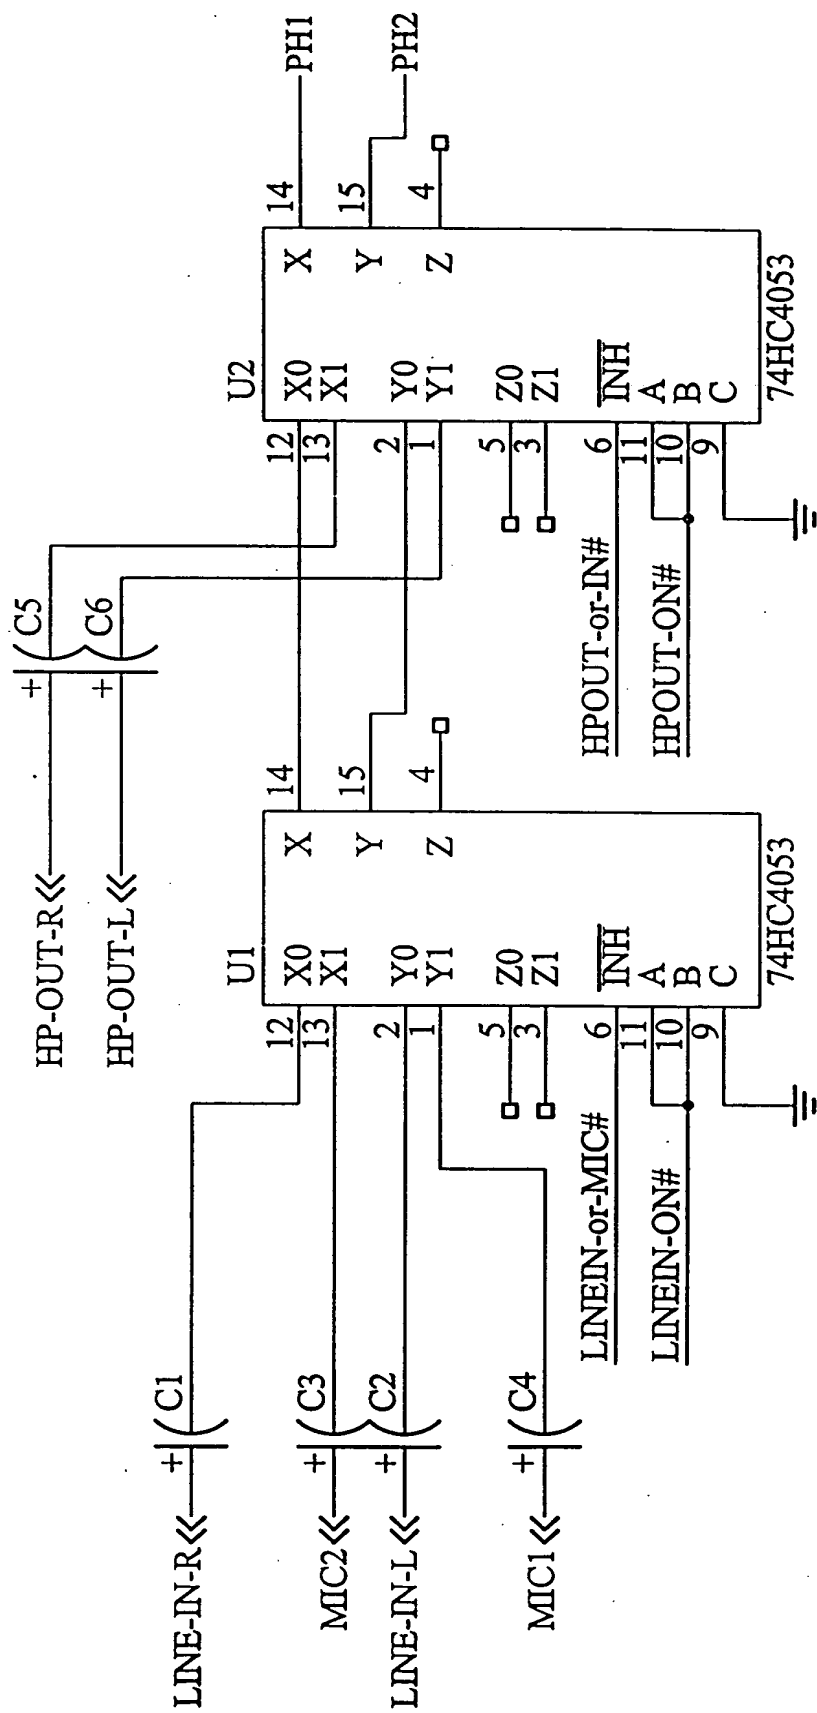 HP-OUT-R
+
C5
HP-OUT-L
+
C6
LINE-IN-R
+
C1
MIC2
+
C3
LINE-IN-L
+
C2
MIC1
+
C4
U1
12
X0
X
14
13
X1
2
Y0
Y
15
1
Y1
Z
4
5
Z0
3
Z1
LINEIN-or-MIC#
6
INH
11
A
LINEIN-ON#
10
B
9
C
74HC4053
U2
12
X0
X
14
PH1
13
X1
2
Y0
Y
15
PH2
1
Y1
Z
4
5
Z0
3
Z1
HPOUT-or-IN#
6
INH
11
A
HPOUT-ON#
10
B
9
C
74HC4053